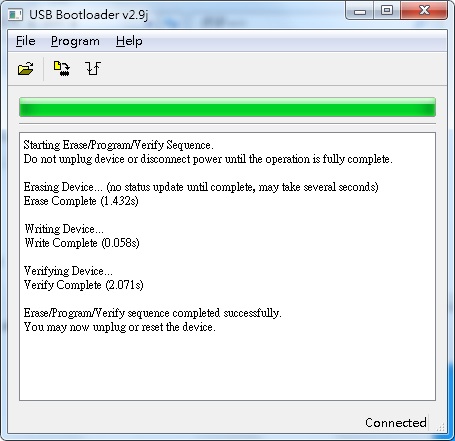 USB Bootloader v2.9j
File Program Help
Starting Erase/Program/Verify Sequence.
Do not unplug device or disconnect power until the operation is fully complete.
Erasing Device... (no status update until complete, may take several seconds)
Erase Complete (1.432s)
Writing Device...
Write Complete (0.058s)
Verifying Device...
Verify Complete (2.071s)
Erase/Program/Verify sequence completed successfully.
You may now unplug or reset the device.
Connected